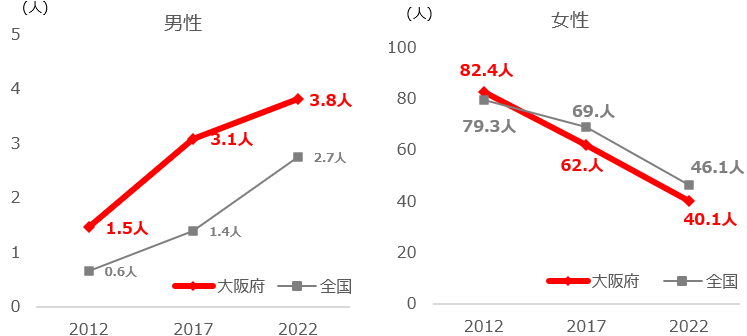 (人)
男性
5
4
3
2
1
0
3.8人
3.1人
2.7人
1.5人
1.4人
0.6人
大阪府
全国
2012
2017
2022
(人)
女性
100
80
60
40
20
0
82.4人
79.3人
69.人
62.人
46.1人
40.1人
大阪府
全国
2012
2017
2022